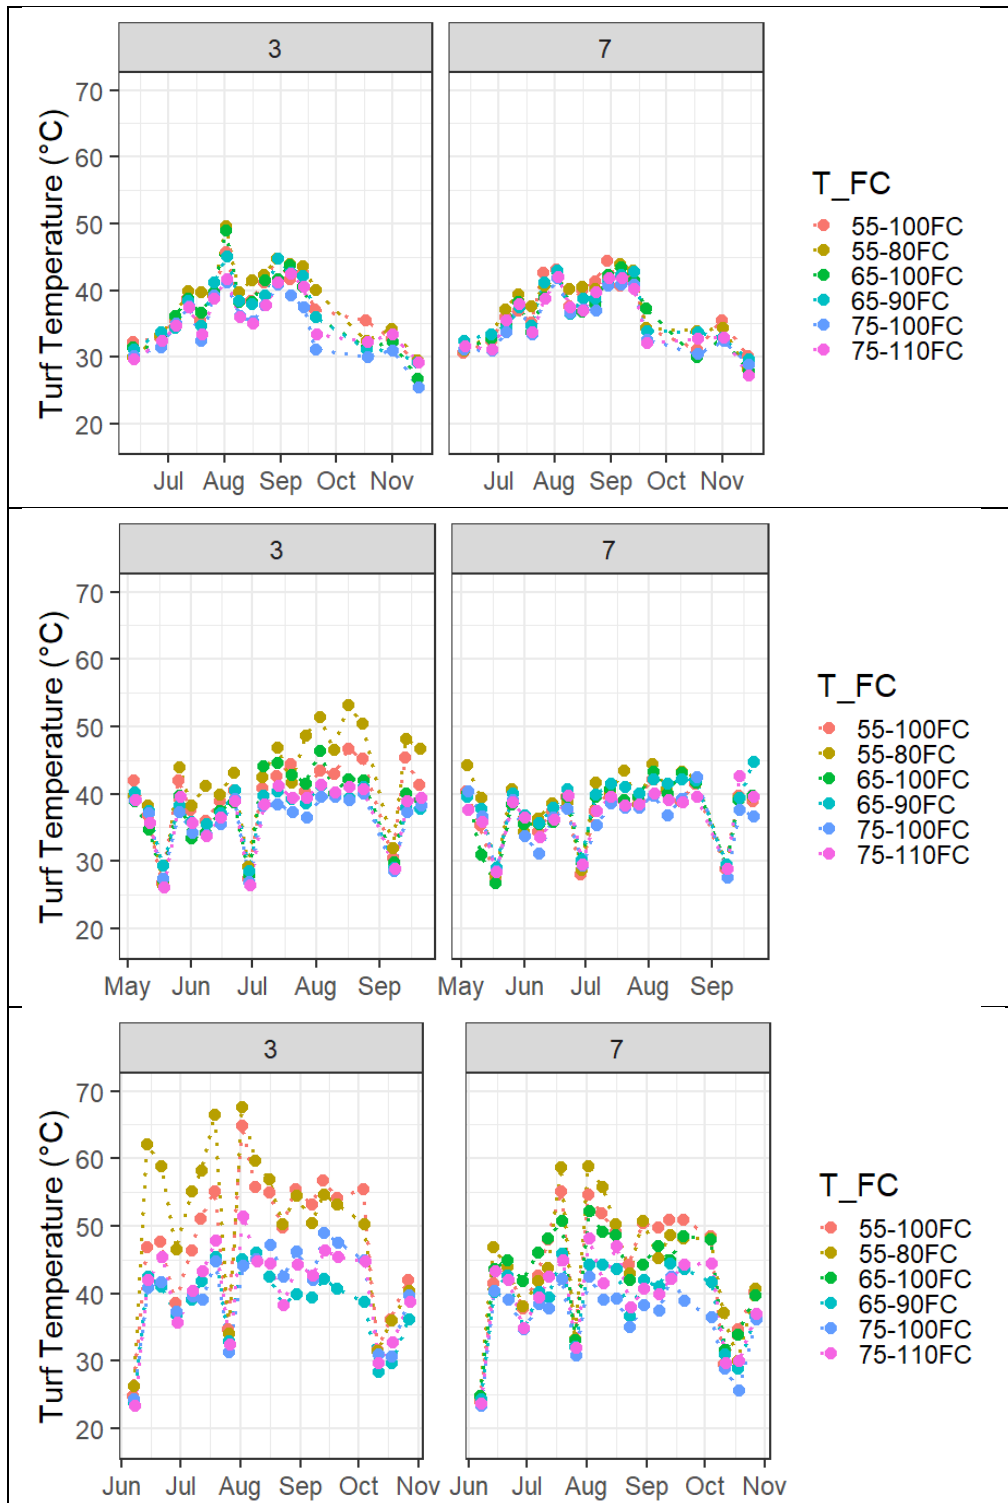 3 7
Turf Temperature (°C)
70
60
50
40
30
20
Jul Aug Sep Oct Nov Jul Aug Sep Oct Nov
T_FC
55-100FC
55-80FC
65-100FC
65-90FC
75-100FC
75-110FC
3 7
Turf Temperature (°C)
70
60
50
40
30
20
May Jun Jul Aug Sep May Jun Jul Aug Sep
T_FC
55-100FC
55-80FC
65-100FC
65-90FC
75-100FC
75-110FC
3 7
Turf Temperature (°C)
70
60
50
40
30
20
Jun Jul Aug Sep Oct Nov Jun Jul Aug Sep Oct Nov
T_FC
55-100FC
55-80FC
65-100FC
65-90FC
75-100FC
75-110FC